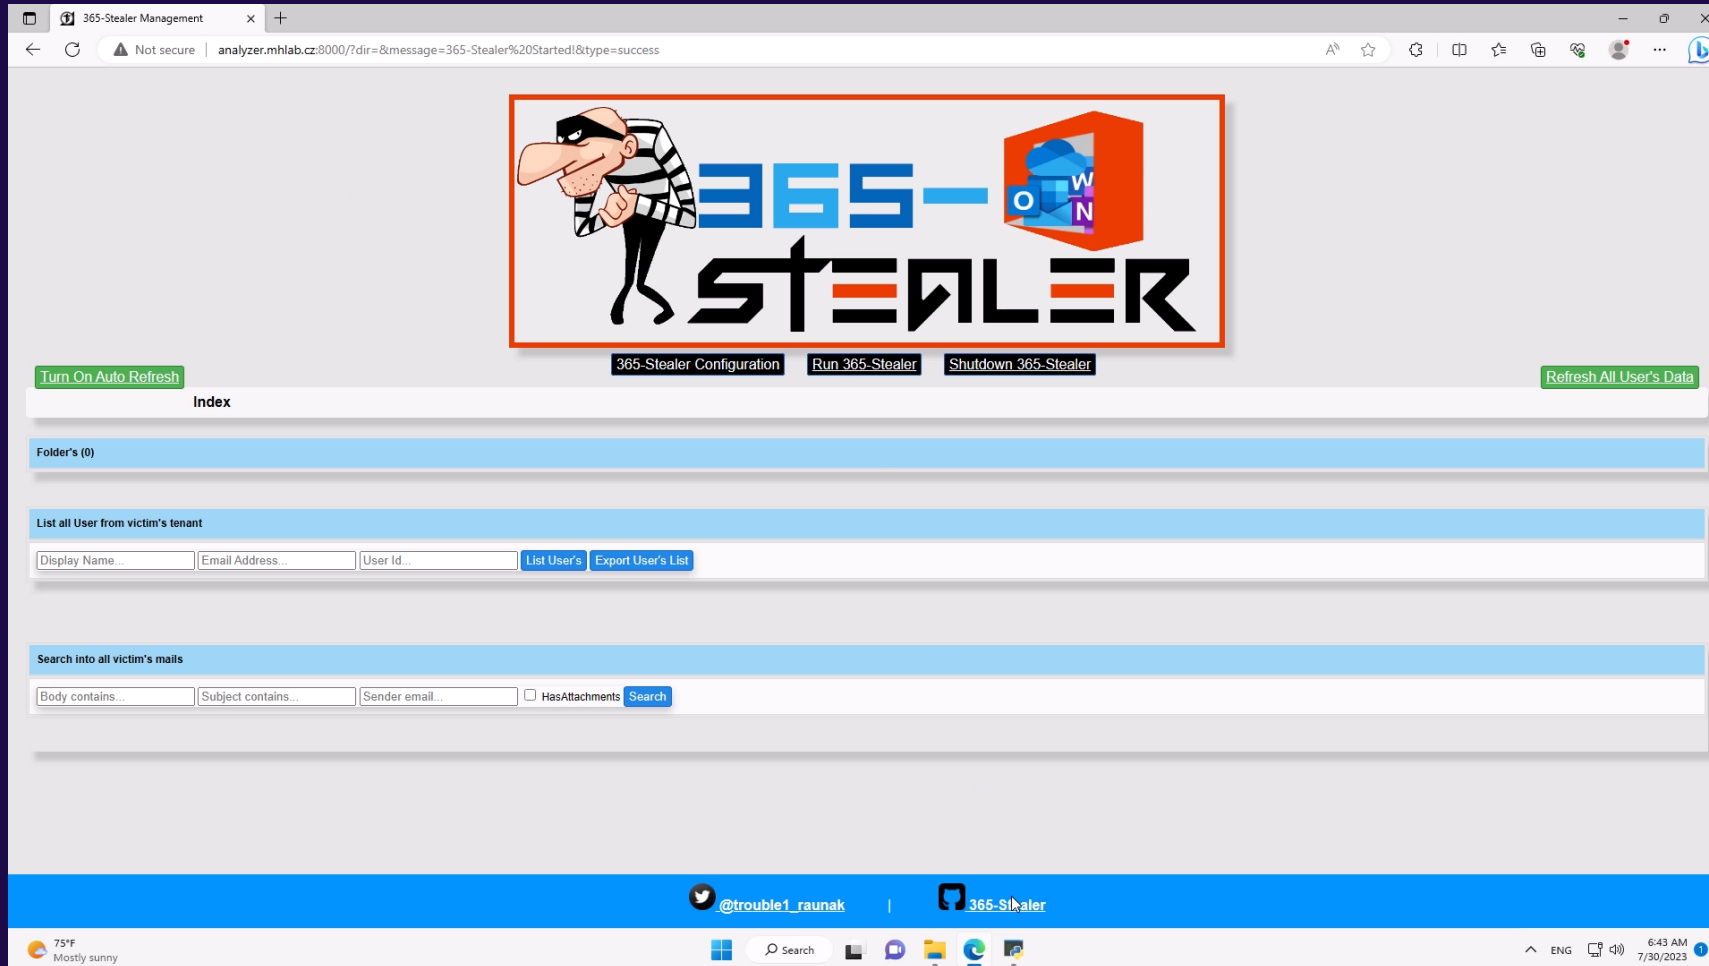 365-Stealer Management
Not secure | analyzer.mhlab.cz:8000/?dir=&message=365-Stealer%20Started!&type=success
365-
O W N
STEALER
365-Stealer Configuration Run 365-Stealer Shutdown 365-Stealer
Turn On Auto Refresh Refresh All User's Data
Index
Folder's (0)
List all User from victim's tenant
Display Name... Email Address... User Id... List User's Export User's List
Search into all victim's mails
Body contains... Subject contains... Sender email... HasAttachments Search
@trouble1_raunak | 365-Stealer
75°F
Mostly sunny
Search
ENG
6:43 AM
7/30/2023
1